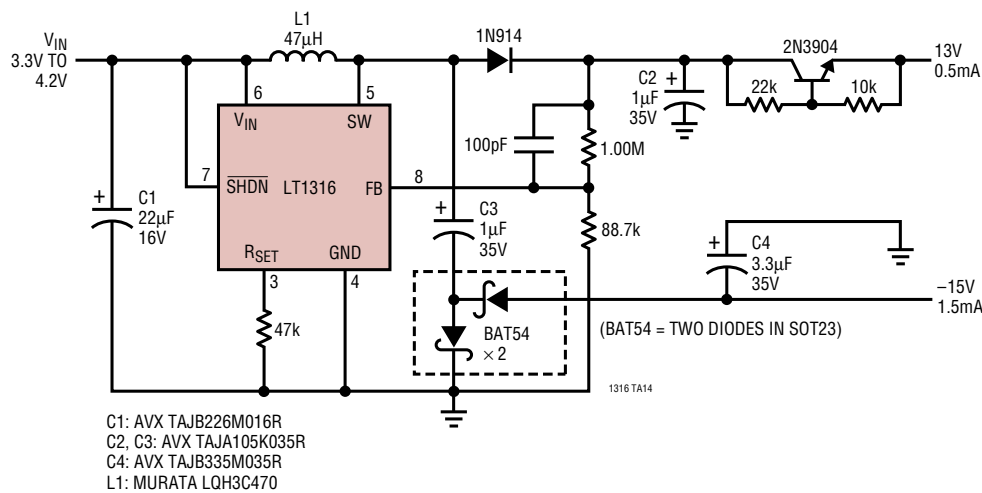 V_IN
3.3V TO
4.2V
L1
47µH
1N914
2N3904
13V
0.5mA
C2
1µF
35V
+
22k
10k
6
5
V_IN
SW
100pF
1.00M
7
SHDN
LT1316
FB
8
+
C1
22µF
16V
+
C3
1µF
35V
88.7k
R_SET
GND
3
4
+
C4
3.3µF
35V
–15V
1.5mA
47k
BAT54
× 2
(BAT54 = TWO DIODES IN SOT23)
1316 TA14
C1: AVX TAJB226M016R
C2, C3: AVX TAJA105K035R
C4: AVX TAJB335M035R
L1: MURATA LQH3C470